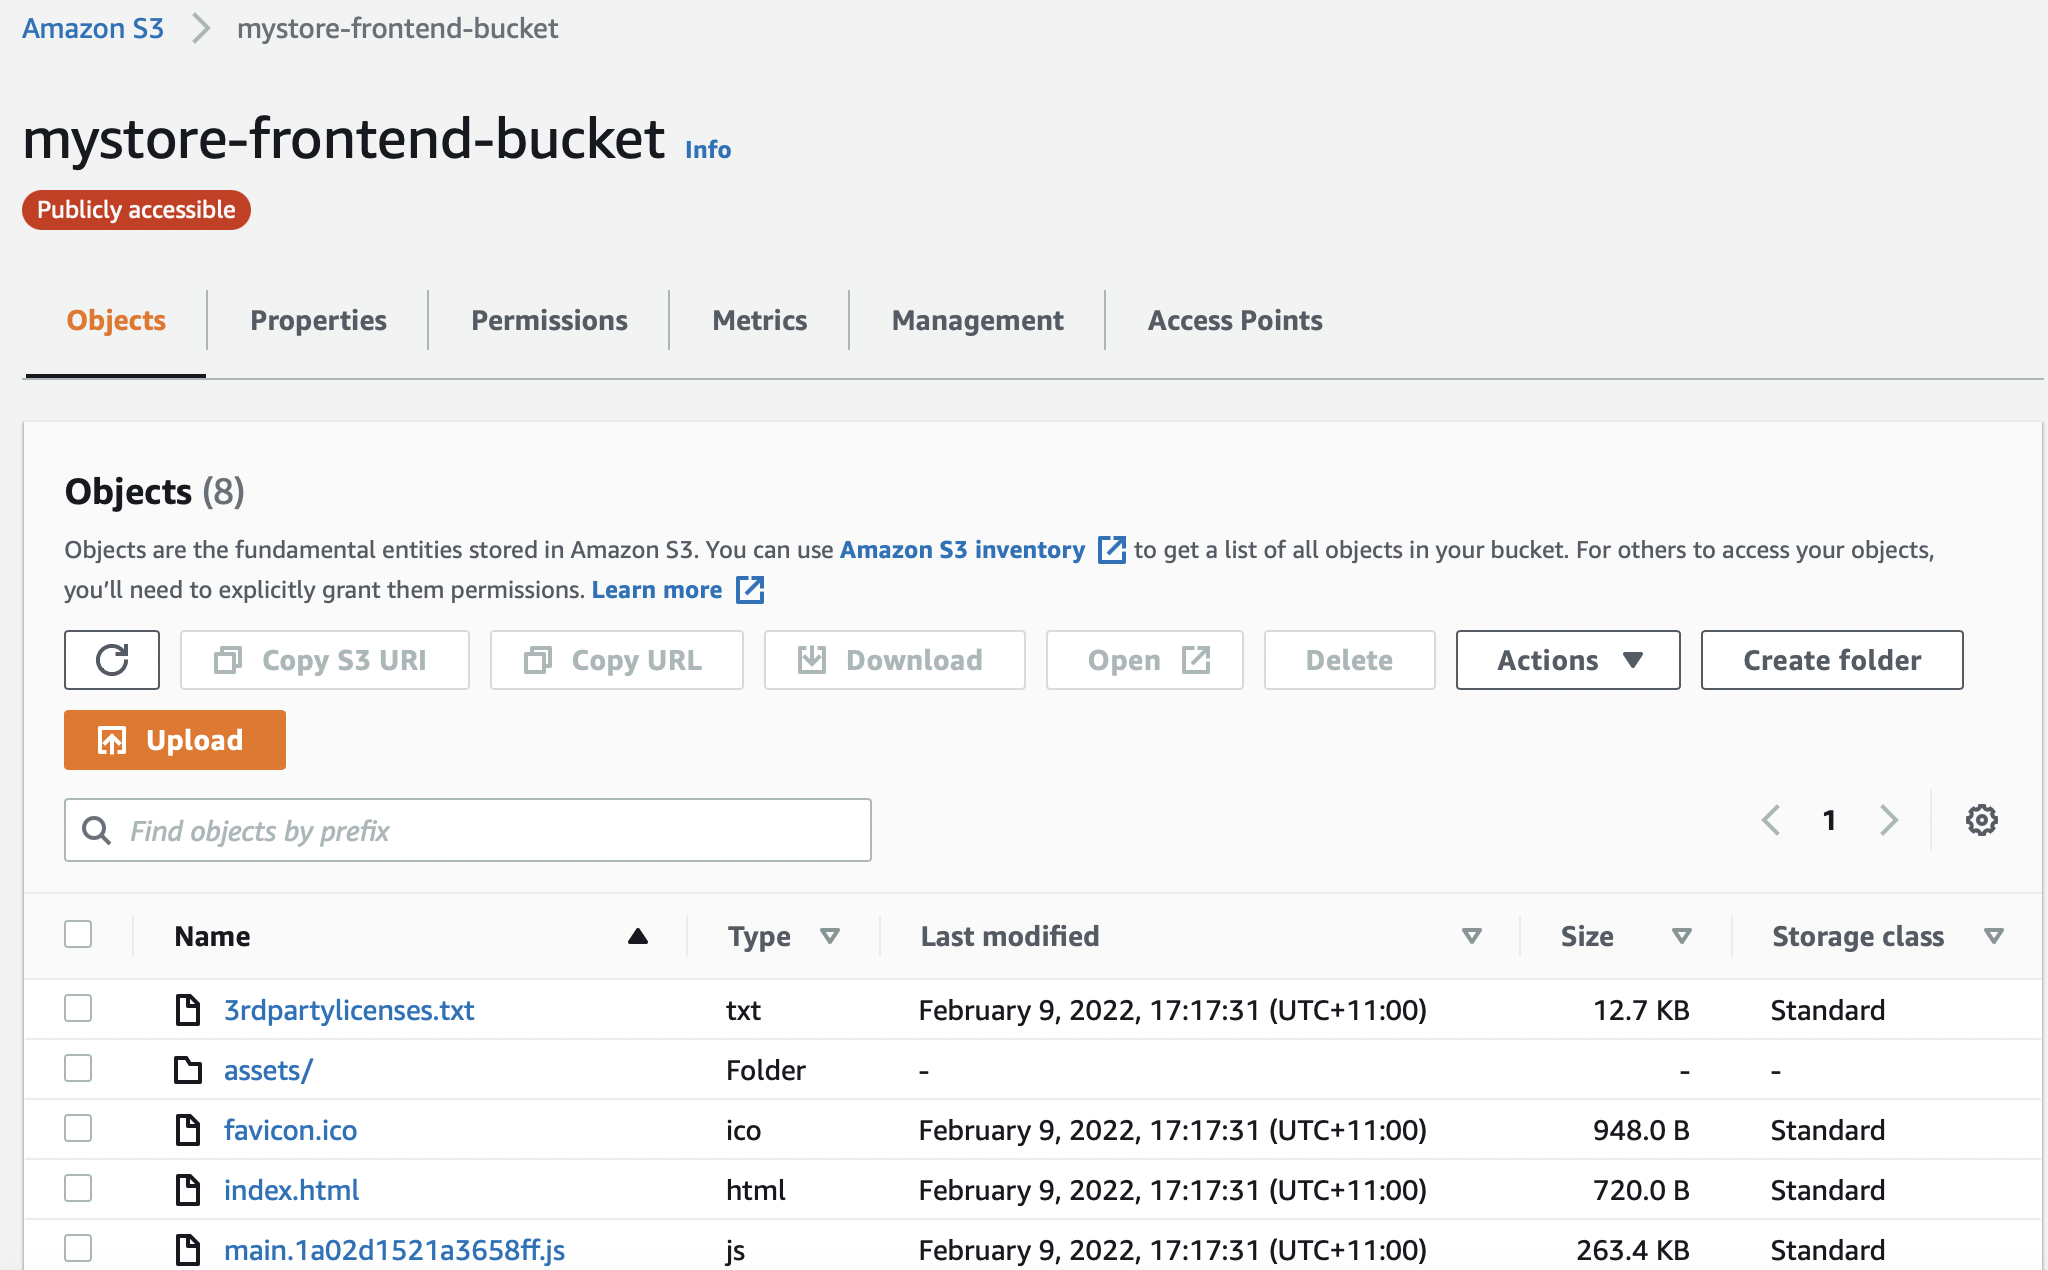 Amazon S3 > mystore-frontend-bucket
mystore-frontend-bucket Info
Publicly accessible
Objects Properties Permissions Metrics Management Access Points
Objects (8)
Objects are the fundamental entities stored in Amazon S3. You can use Amazon S3 inventory to get a list of all objects in your bucket. For others to access your objects,
you’ll need to explicitly grant them permissions. Learn more
Copy S3 URI Copy URL Download Open Delete Actions Create folder
Upload
Find objects by prefix 1
Name Type Last modified Size Storage class
3rdpartylicenses.txt txt February 9, 2022, 17:17:31 (UTC+11:00) 12.7 KB Standard
assets/ Folder - - -
favicon.ico ico February 9, 2022, 17:17:31 (UTC+11:00) 948.0 B Standard
index.html html February 9, 2022, 17:17:31 (UTC+11:00) 720.0 B Standard
main.1a02d1521a3658ff.js js February 9, 2022, 17:17:31 (UTC+11:00) 263.4 KB Standard